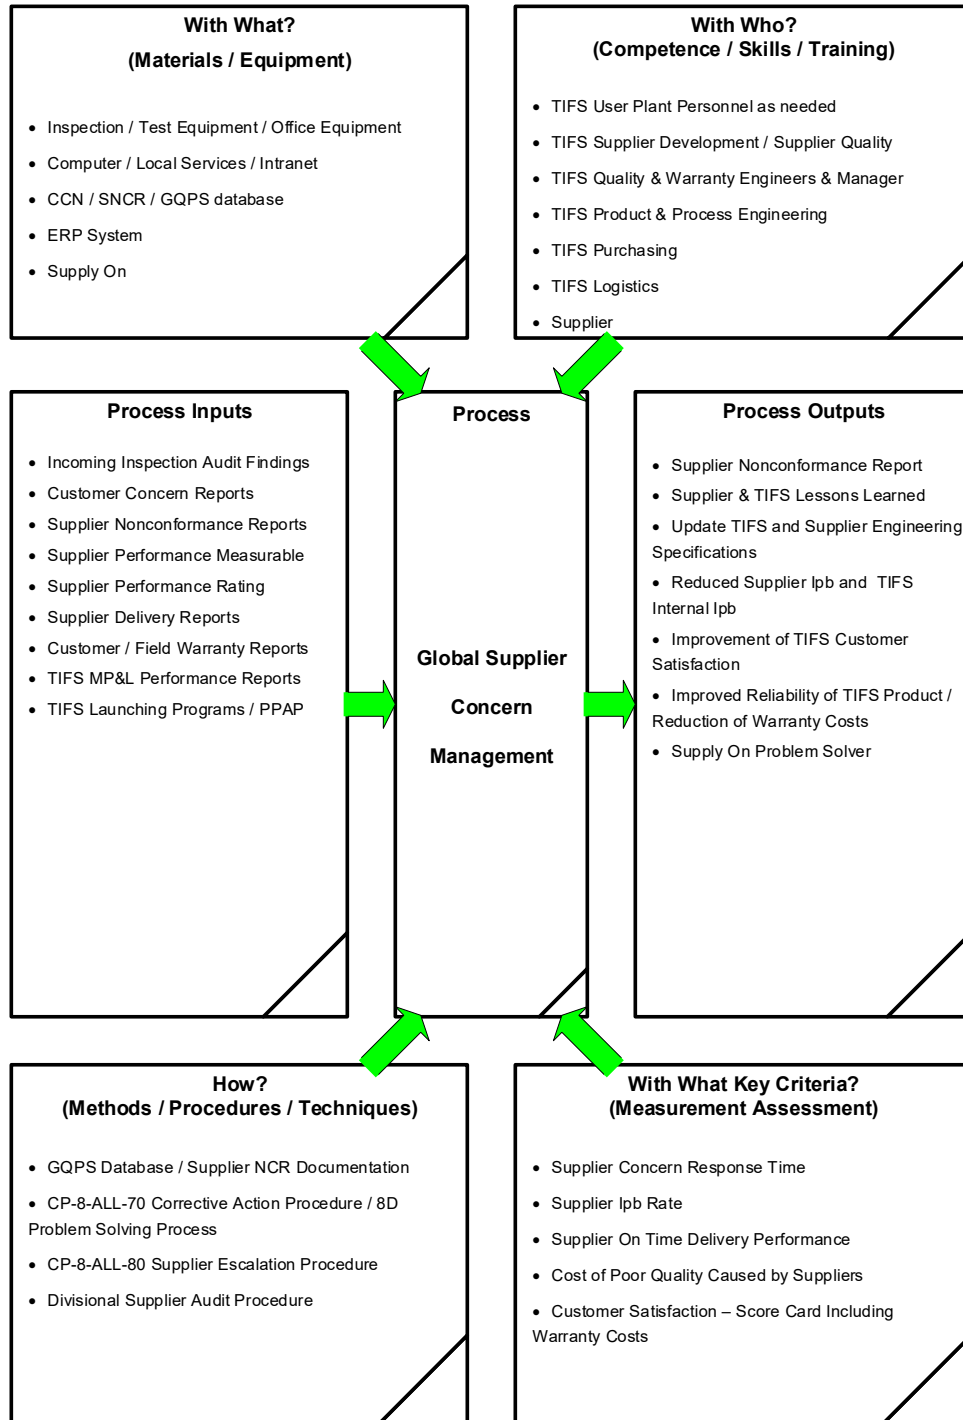 With What?
(Materials / Equipment)
• Inspection / Test Equipment / Office Equipment
• Computer / Local Services / Intranet
• CCN / SNCR / GQPS database
• ERP System
• Supply On
With Who?
(Competence / Skills / Training)
• TIFS User Plant Personnel as needed
• TIFS Supplier Development / Supplier Quality
• TIFS Quality & Warranty Engineers & Manager
• TIFS Product & Process Engineering
• TIFS Purchasing
• TIFS Logistics
• Supplier
Process Inputs
• Incoming Inspection Audit Findings
• Customer Concern Reports
• Supplier Nonconformance Reports
• Supplier Performance Measurable
• Supplier Performance Rating
• Supplier Delivery Reports
• Customer / Field Warranty Reports
• TIFS MP&L Performance Reports
• TIFS Launching Programs / PPAP
Process
Global Supplier
Concern
Management
Process Outputs
• Supplier Nonconformance Report
• Supplier & TIFS Lessons Learned
• Update TIFS and Supplier Engineering
Specifications
• Reduced Supplier Ipb and TIFS
Internal Ipb
• Improvement of TIFS Customer
Satisfaction
• Improved Reliability of TIFS Product /
Reduction of Warranty Costs
• Supply On Problem Solver
How?
(Methods / Procedures / Techniques)
• GQPS Database / Supplier NCR Documentation
• CP-8-ALL-70 Corrective Action Procedure / 8D
Problem Solving Process
• CP-8-ALL-80 Supplier Escalation Procedure
• Divisional Supplier Audit Procedure
With What Key Criteria?
(Measurement Assessment)
• Supplier Concern Response Time
• Supplier Ipb Rate
• Supplier On Time Delivery Performance
• Cost of Poor Quality Caused by Suppliers
• Customer Satisfaction – Score Card Including
Warranty Costs